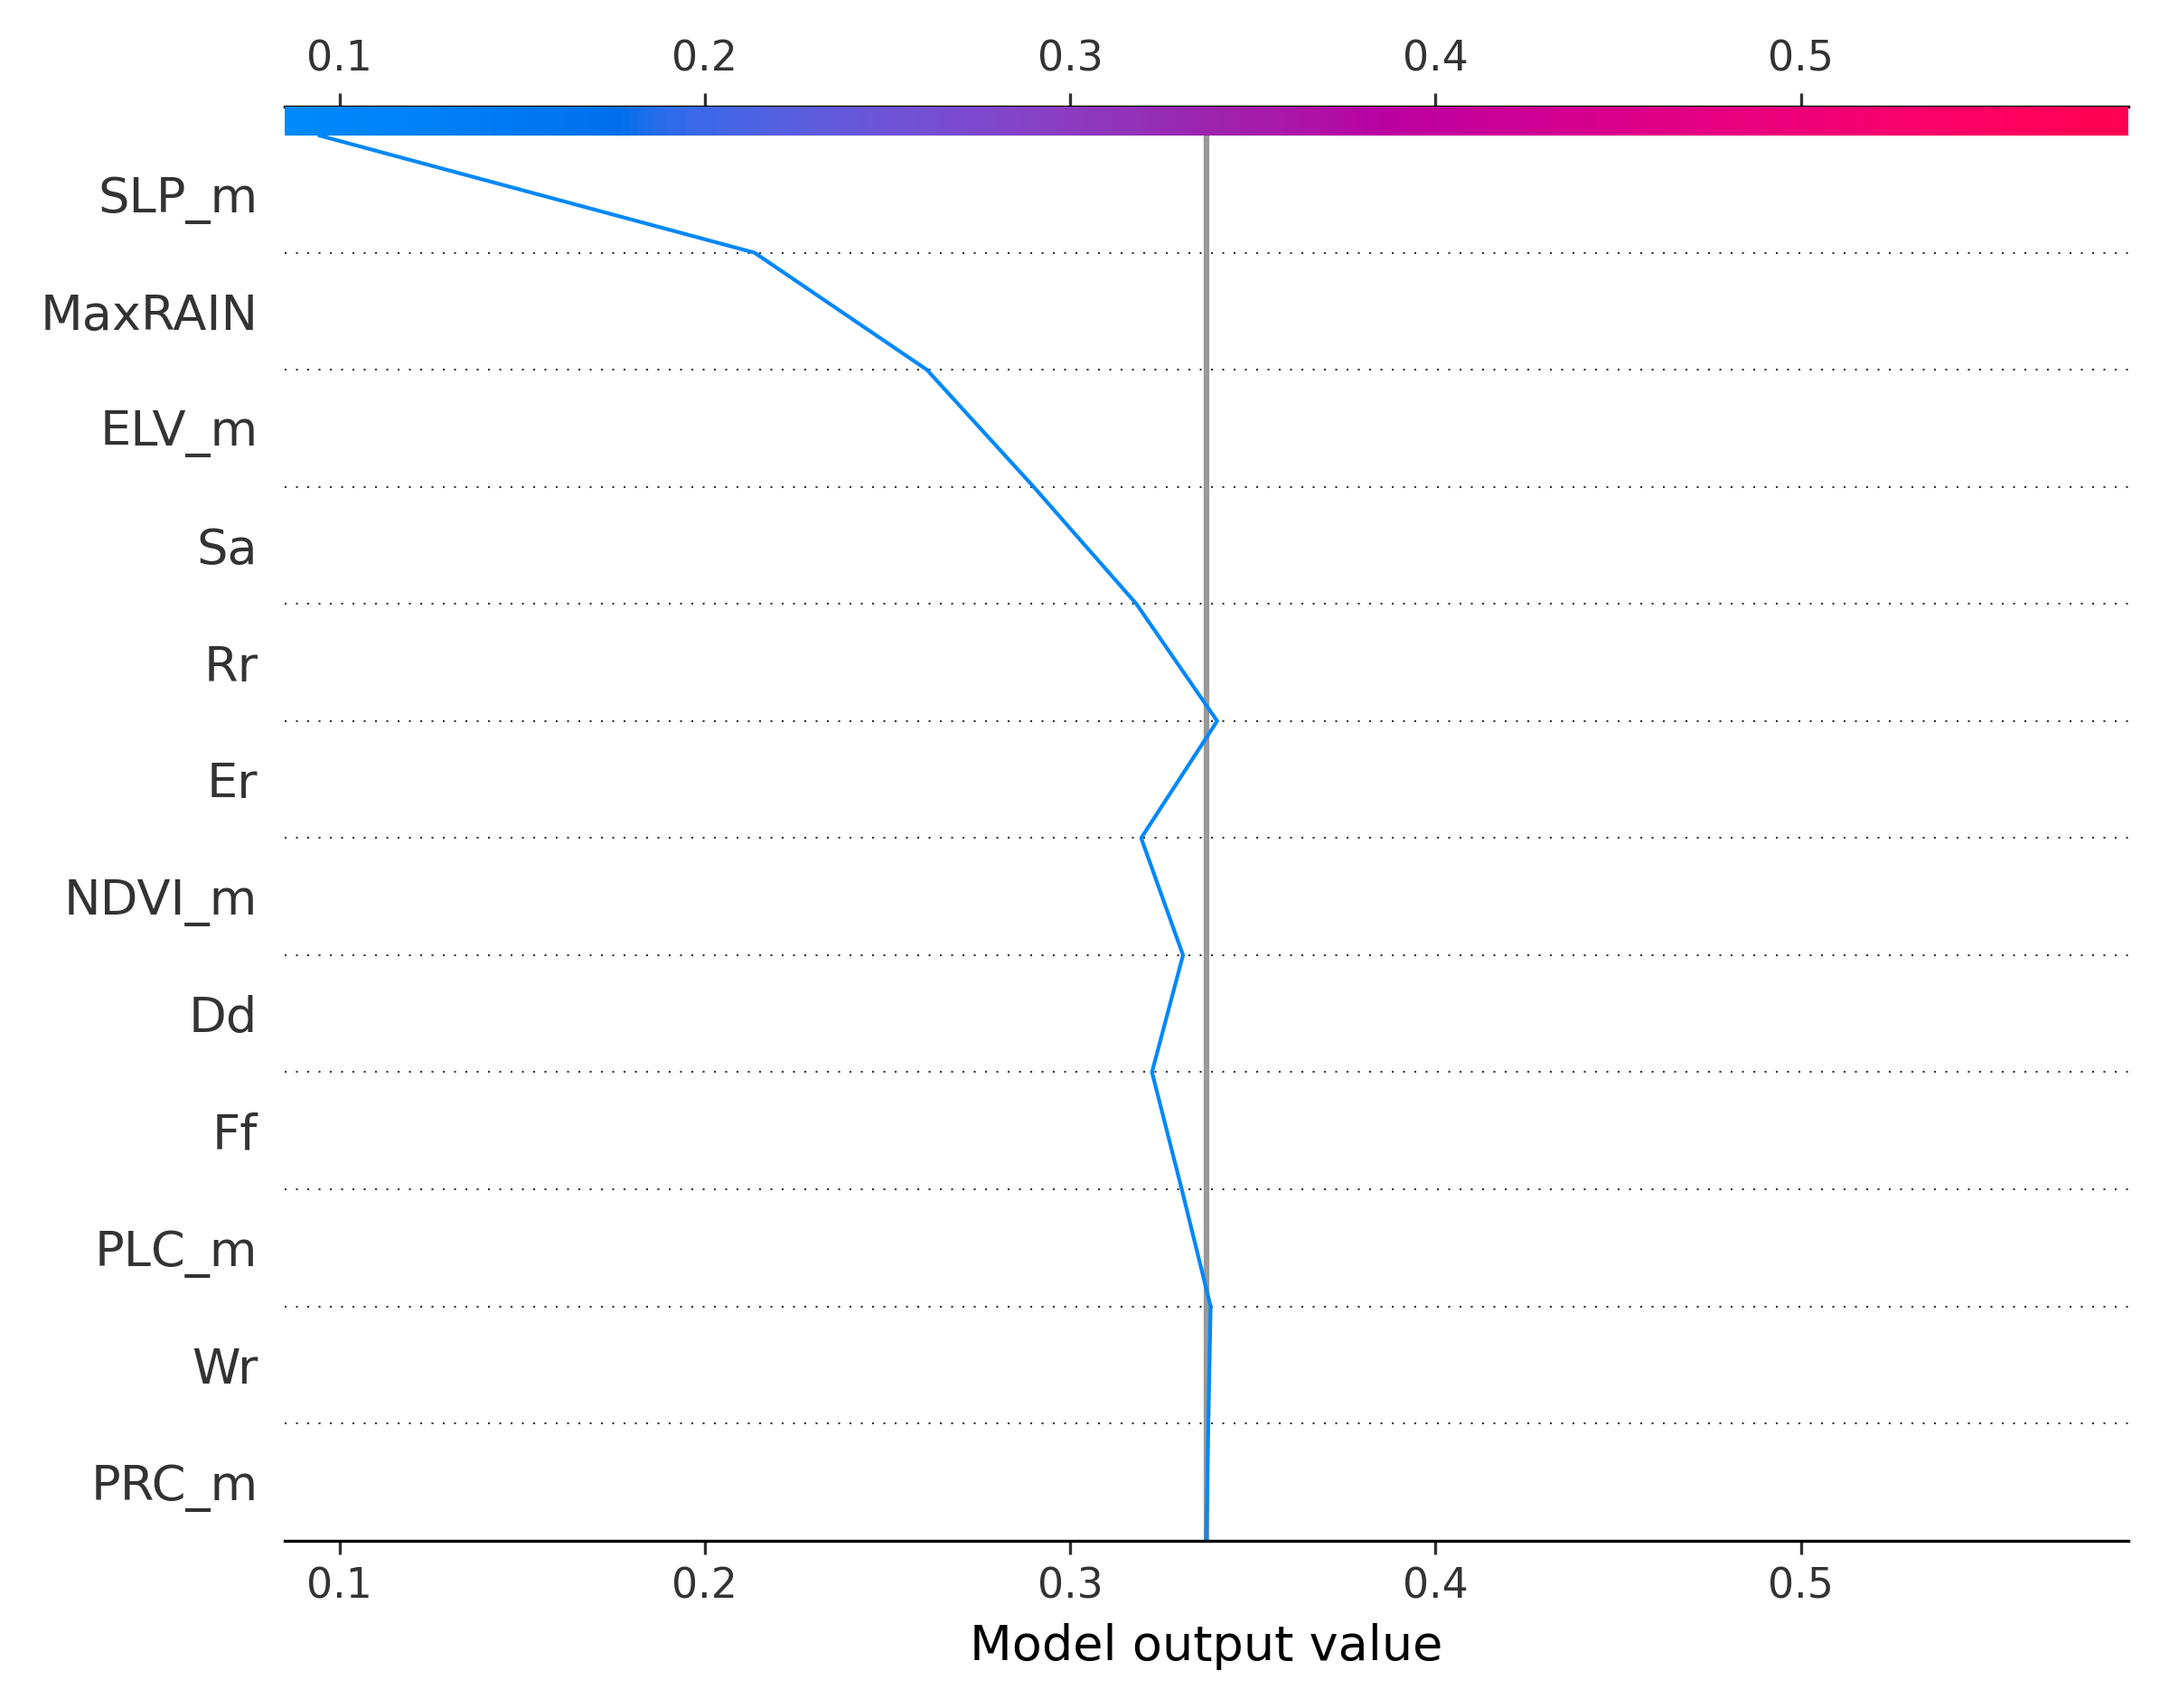 0.1 0.2 0.3 0.4 0.5
SLP_m
MaxRAIN
ELV_m
Sa
Rr
Er
NDVI_m
Dd
Ff
PLC_m
Wr
PRC_m
0.1 0.2 0.3 0.4 0.5
Model output value